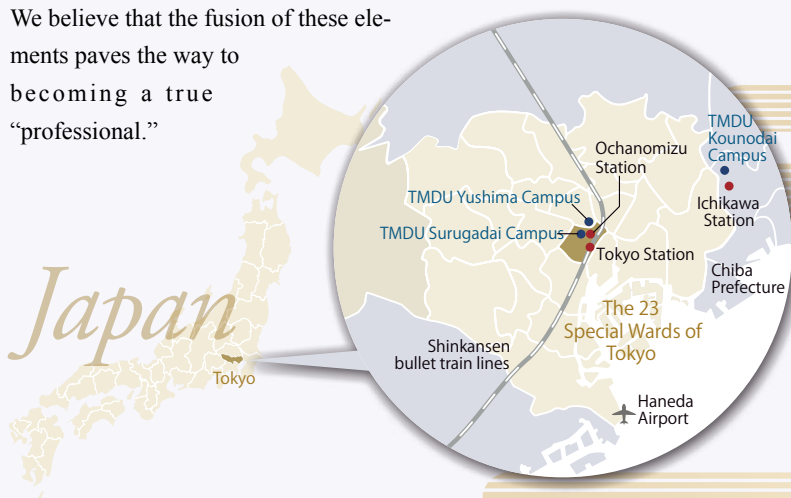 We believe that the fusion of these ele-
ments paves the way to
becoming a true
“professional.”
TMDU
Kounodai
Campus
Ochanomizu
Station
TMDU Yushima Campus
Ichikawa
Station
TMDU Surugadai Campus
Tokyo Station
Chiba
Prefecture
Japan
The 23
Special Wards of
Tokyo
Shinkansen
bullet train lines
Tokyo
Haneda
Airport